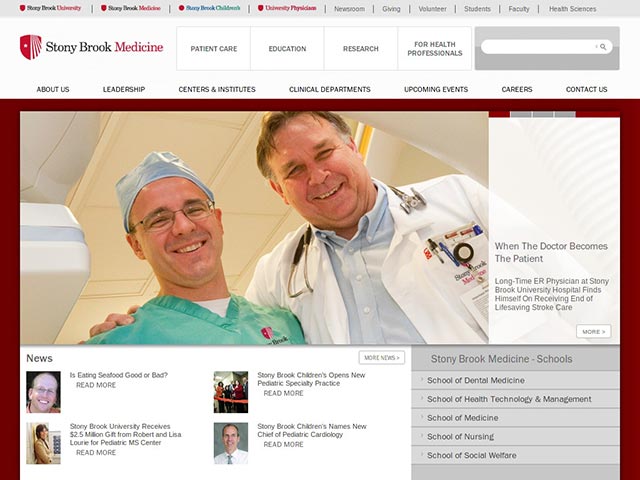 Stony Brook University
Stony Brook Medicine
Stony Brook Children's
University Physicians
Newsroom
Giving
Volunteer
Students
Faculty
Health Sciences
Stony Brook Medicine
PATIENT CARE
EDUCATION
RESEARCH
FOR HEALTH
PROFESSIONALS
ABOUT US
LEADERSHIP
CENTERS & INSTITUTES
CLINICAL DEPARTMENTS
UPCOMING EVENTS
CAREERS
CONTACT US
Stony Brook
Medicine
When The Doctor Becomes
The Patient
Long-Time ER Physician at Stony
Brook University Hospital Finds
Himself On Receiving End of
Lifesaving Stroke Care
MORE >
News
MORE NEWS >
Is Eating Seafood Good or Bad?
READ MORE
Stony Brook Children's Opens New
Pediatric Specialty Practice
READ MORE
Stony Brook University Receives
$2.5 Million Gift from Robert and Lisa
Lourie for Pediatric MS Center
READ MORE
Stony Brook Children's Names New
Chief of Pediatric Cardiology
READ MORE
Stony Brook Medicine - Schools
School of Dental Medicine
School of Health Technology & Management
School of Medicine
School of Nursing
School of Social Welfare